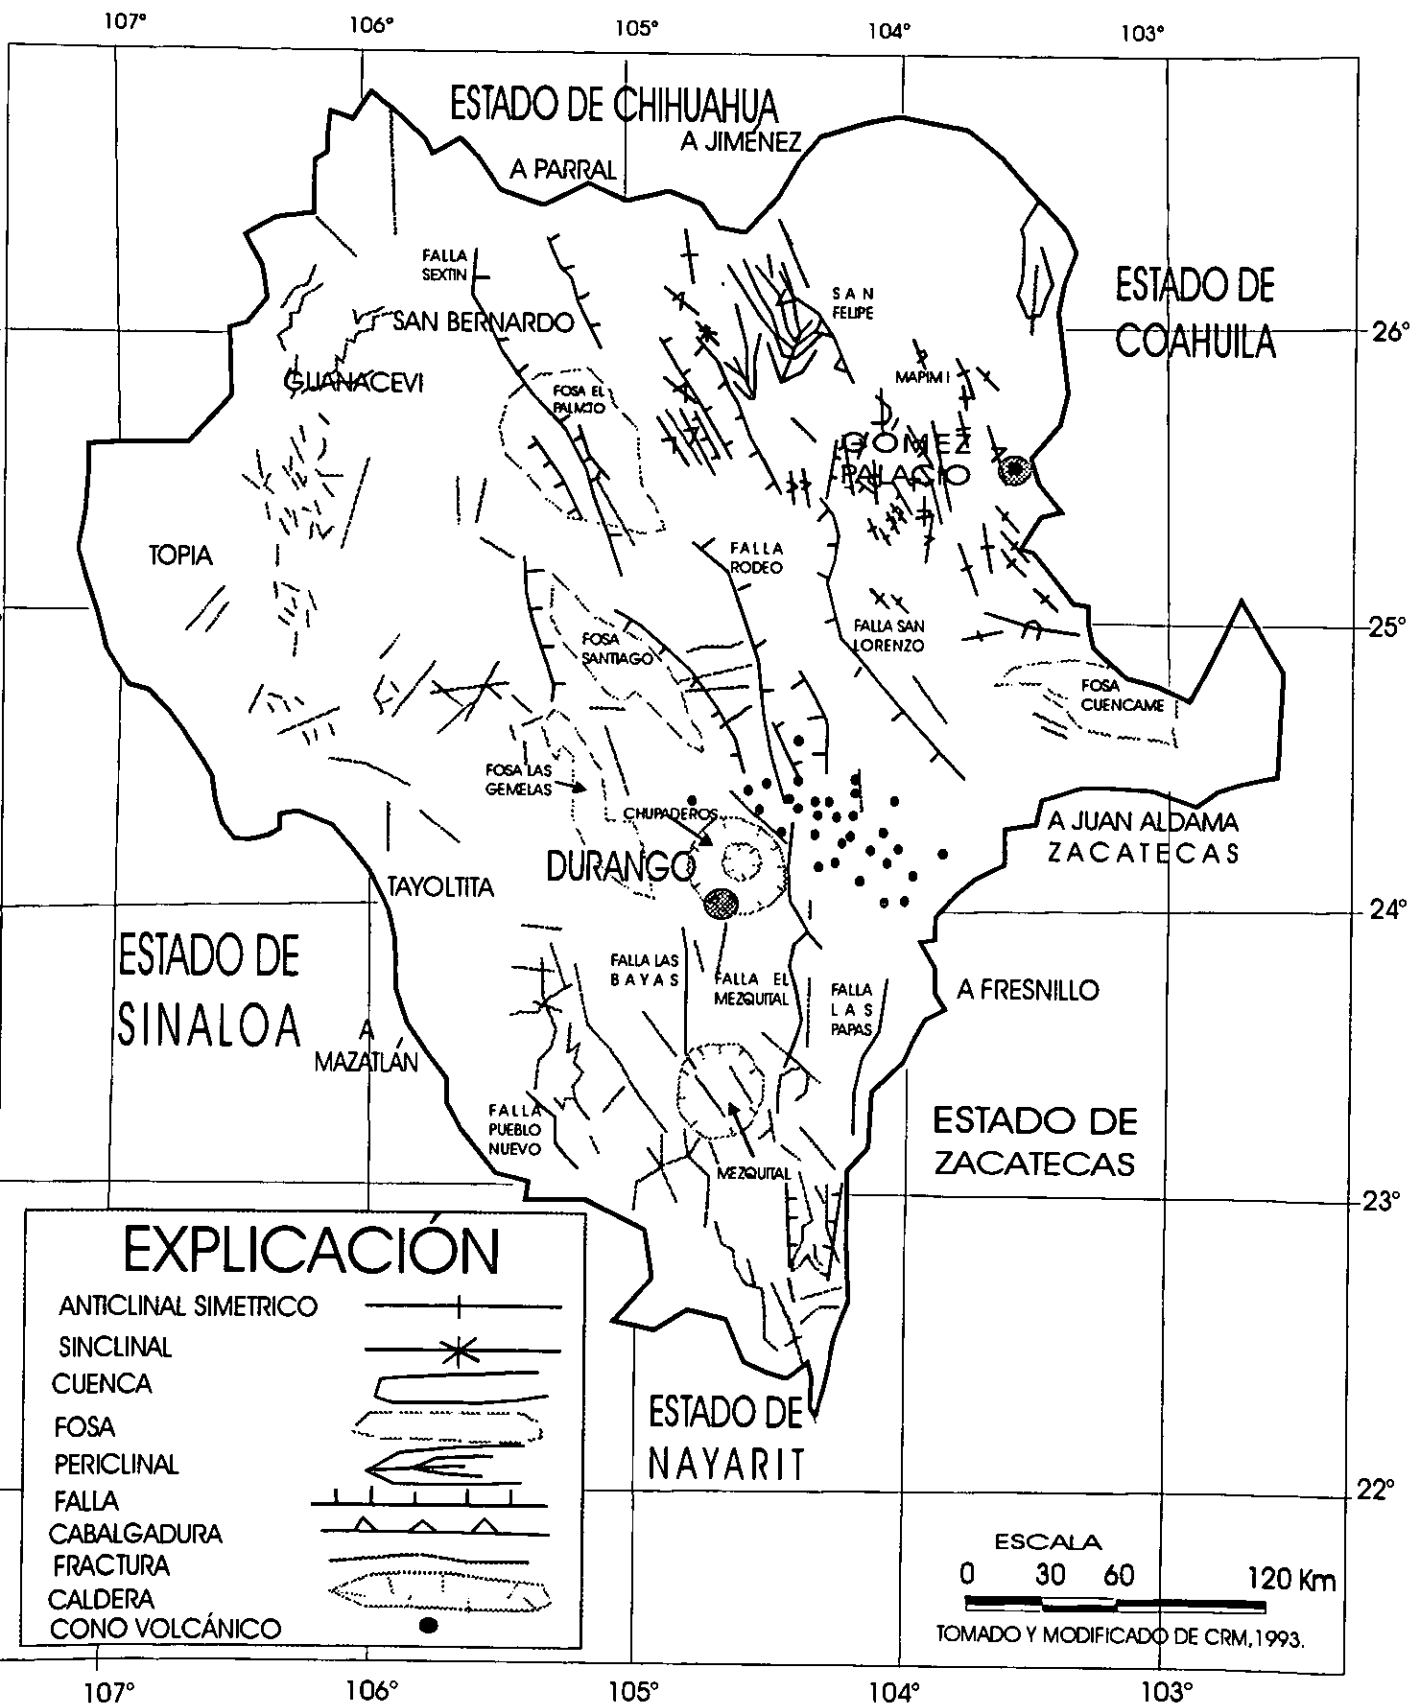 107°
106°
105°
104°
103°
ESTADO DE CHIHUAHUA
A JIMENEZ
A PARRAL
FALLA
SEXTIN
SAN
FELIPE
ESTADO DE
COAHUILA
26°
SAN BERNARDO
GUANACEVI
FOSA EL
PALMITO
MAPIMI
GOMEZ
PALACIO
TOPIA
FALLA
RODEO
25°
FALLA SAN
LORENZO
FOSA
SANTIAGO
FOSA
CUENCAME
FOSA LAS
GEMELAS
CHUPADEROS
A JUAN ALDAMA
ZACATECAS
DURANGO
TAYOLTITA
24°
ESTADO DE
SINALOA
FALLA LAS
BAYAS
FALLA EL
MEZQUITAL
FALLA
LAS
PAPAS
A FRESNILLO
A
MAZATLÁN
FALLA
PUEBLO
NUEVO
ESTADO DE
ZACATECAS
MEZQUITAL
23°
EXPLICACIÓN
ANTICLINAL SIMETRICO
SINCLINAL
CUENCA
FOSA
PERICLINAL
FALLA
CABALGADURA
FRACTURA
CALDERA
CONO VOLCÁNICO
ESTADO DE
NAYARIT
22°
ESCALA
0 30 60 120 Km
TOMADO Y MODIFICADO DE CRM, 1993.
107°
106°
105°
104°
103°